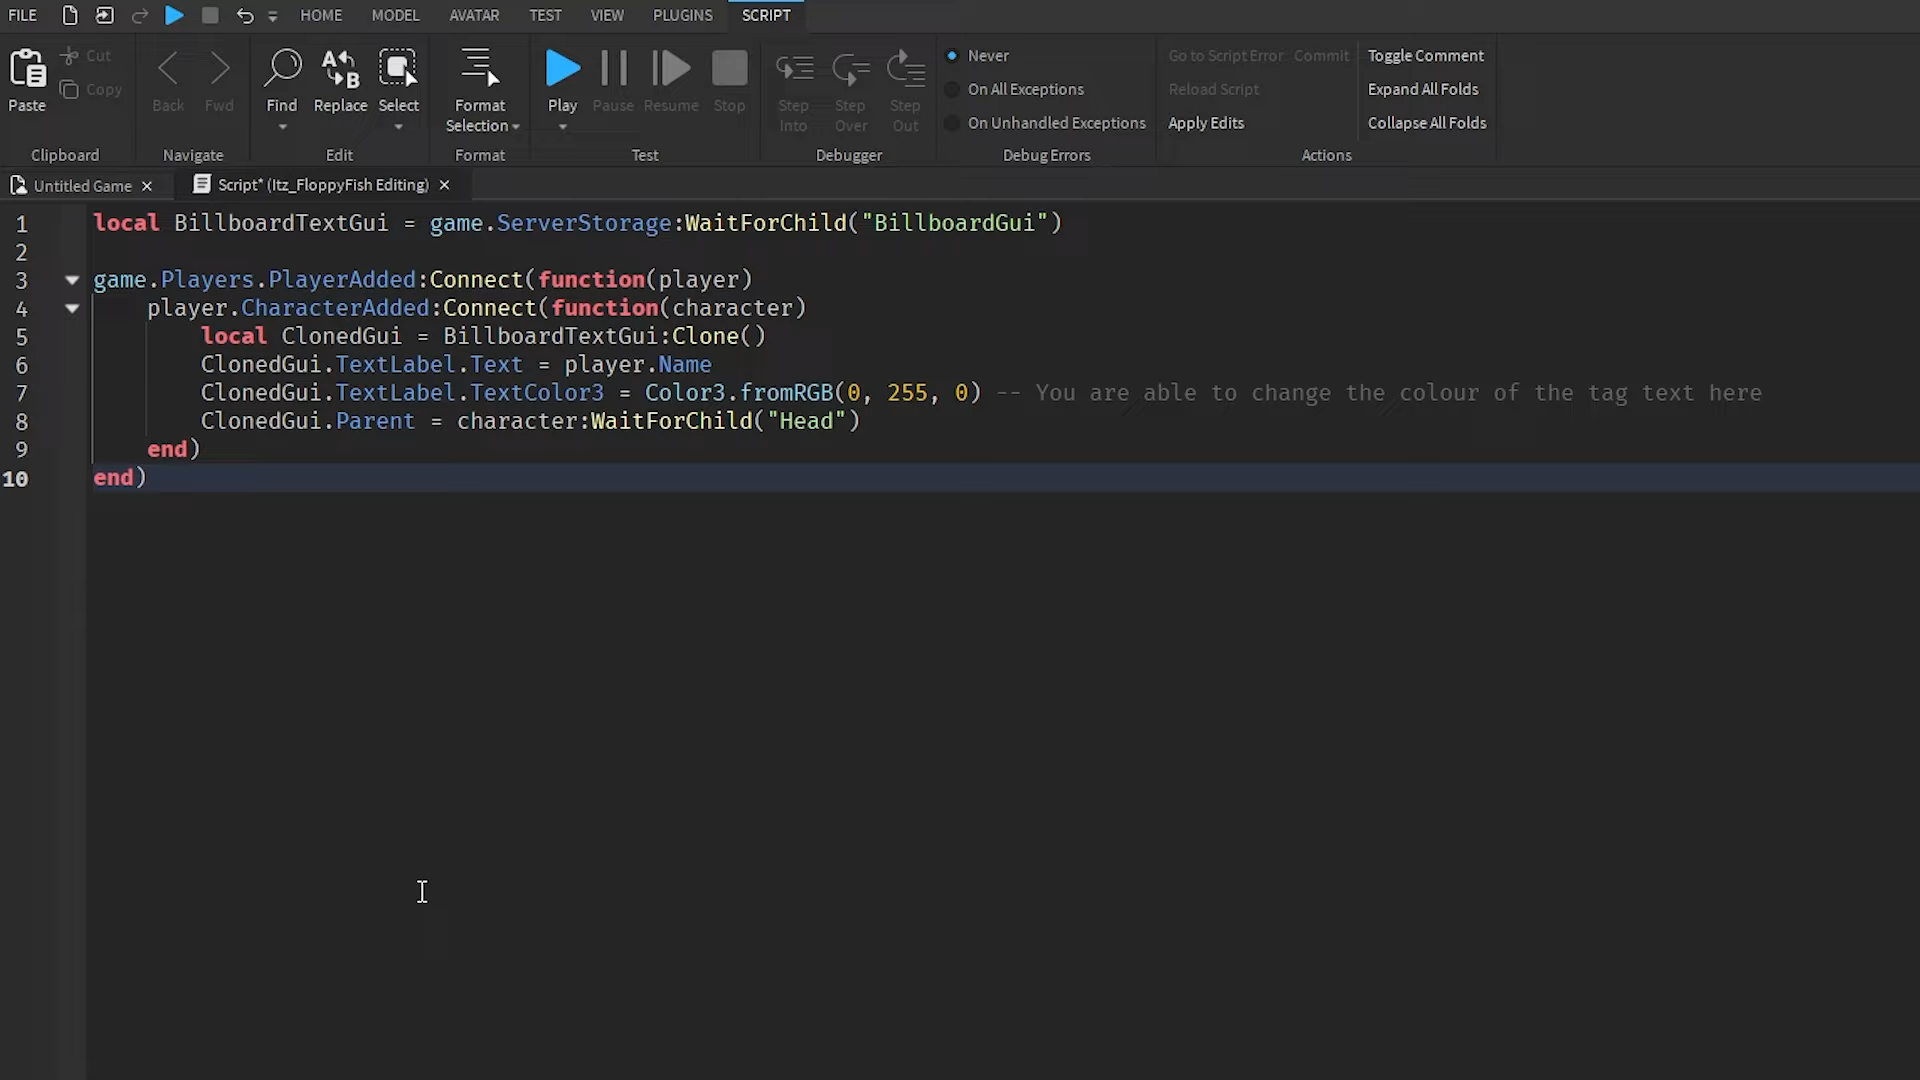 FILE HOME MODEL AVATAR TEST VIEW PLUGINS SCRIPT
Paste Cut Copy
Clipboard
Back Fwd
Navigate
Find Replace Select
Edit
Format Selection
Format
Play Pause Resume Stop
Test
Step Into Step Over Step Out
Debugger
Never
On All Exceptions
On Unhandled Exceptions
Debug Errors
Go to Script Error Commit
Reload Script
Apply Edits
Toggle Comment
Expand All Folds
Collapse All Folds
Actions
Untitled Game × Script* (Itz_FloppyFish Editing) ×
1 local BillboardTextGui = game.ServerStorage:WaitForChild("BillboardGui")
2
3 game.Players.PlayerAdded:Connect(function(player)
4 player.CharacterAdded:Connect(function(character)
5 local ClonedGui = BillboardTextGui:Clone()
6 ClonedGui.TextLabel.Text = player.Name
7 ClonedGui.TextLabel.TextColor3 = Color3.fromRGB(0, 255, 0) -- You are able to change the colour of the tag text here
8 ClonedGui.Parent = character:WaitForChild("Head")
9 end)
10 end)